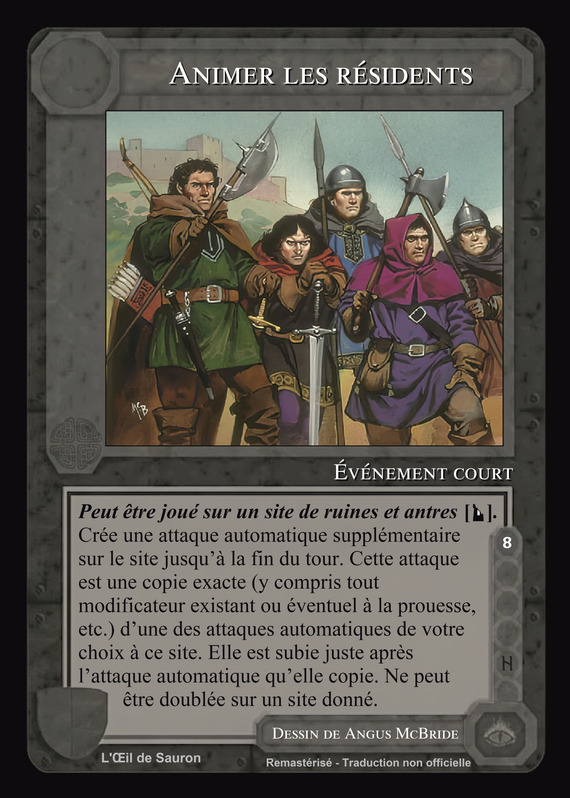 Animer les résidents
McB
Événement court
Peut être joué sur un site de ruines et antres [ ].
Crée une attaque automatique supplémentaire
sur le site jusqu’à la fin du tour. Cette attaque
est une copie exacte (y compris tout
modificateur existant ou éventuel à la prouesse,
etc.) d’une des attaques automatiques de votre
choix à ce site. Elle est subie juste après
l’attaque automatique qu’elle copie. Ne peut
être doublée sur un site donné.
8
Dessin de Angus McBride
L'Œil de Sauron
Remastérisé - Traduction non officielle